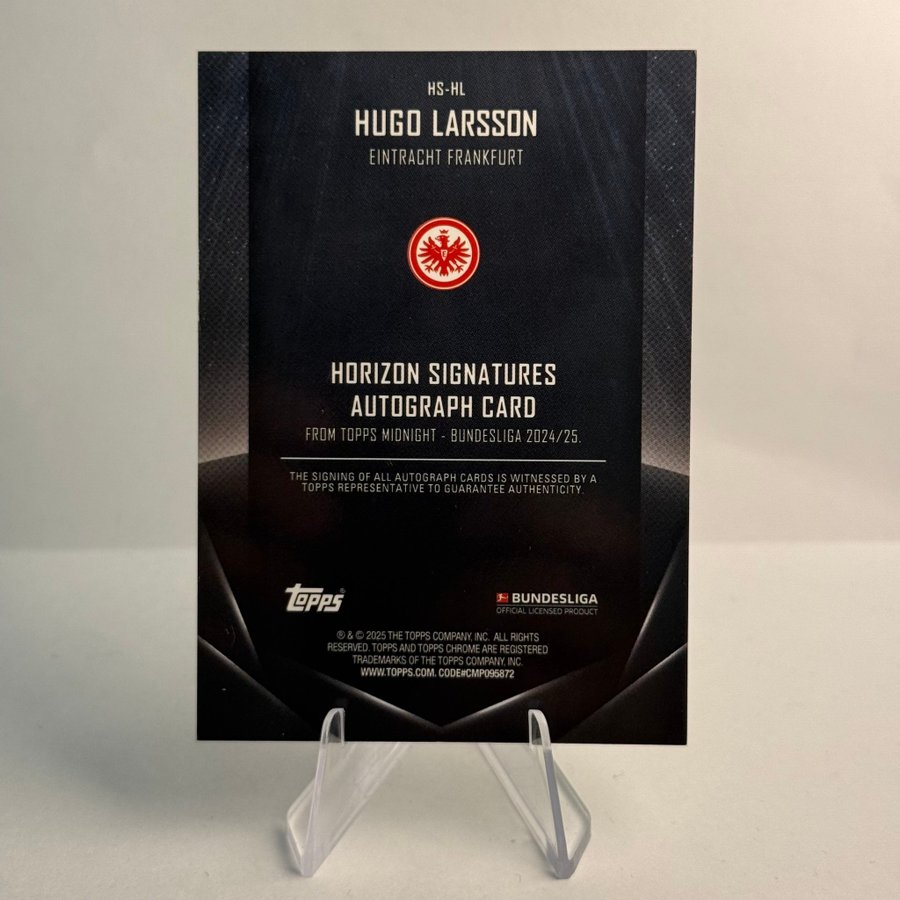 HS-HL
HUGO LARSSON
EINTRACHT FRANKFURT
HORIZON SIGNATURES
AUTOGRAPH CARD
FROM TOPPS MIDNIGHT - BUNDESLIGA 2024/25.
THE SIGNING OF ALL AUTOGRAPH CARDS IS WITNESSED BY A
TOPPS REPRESENTATIVE TO GUARANTEE AUTHENTICITY.
topps®
BUNDESLIGA
OFFICIAL LICENSED PRODUCT
® & © 2025 THE TOPPS COMPANY, INC. ALL RIGHTS
RESERVED. TOPPS AND TOPPS CHROME ARE REGISTERED
TRADEMARKS OF THE TOPPS COMPANY, INC.
WWW.TOPPS.COM. CODE#CMP095872